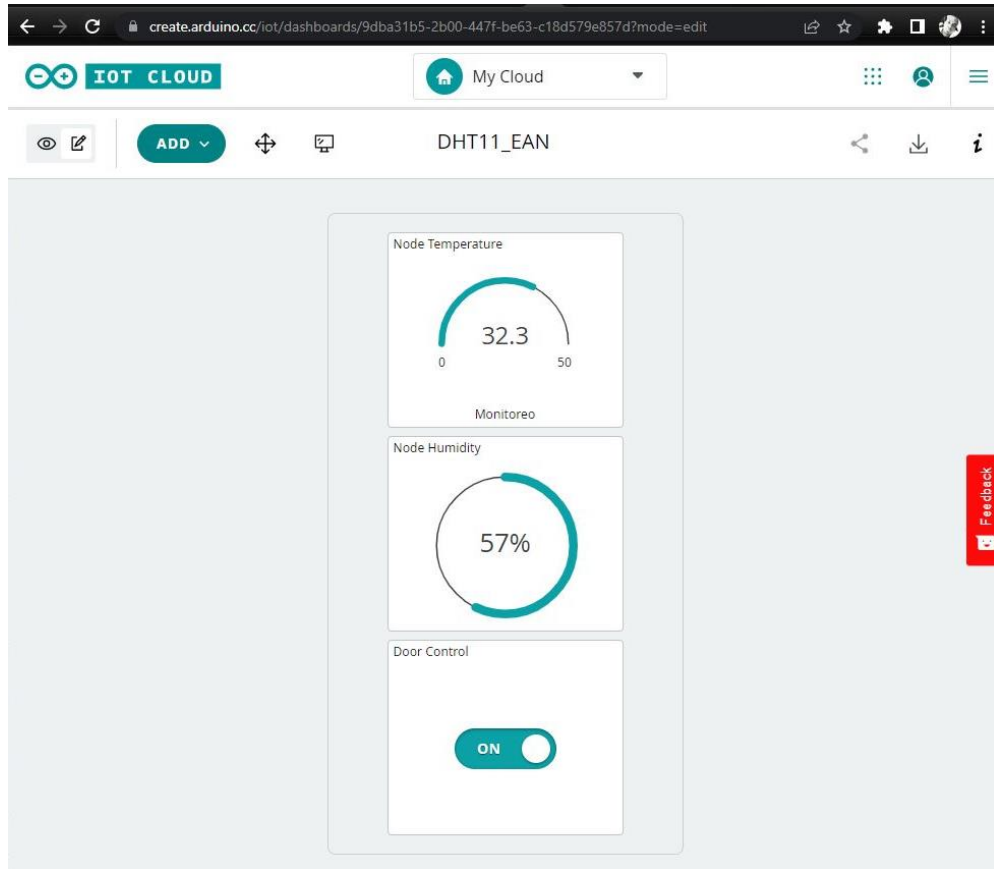 create.arduino.cc/iot/dashboards/9dba31b5-2b00-447f-be63-c18d579e857d?mode=edit
IOT CLOUD
My Cloud
ADD
DHT11_EAN
i
Node Temperature
32.3
0
50
Monitoreo
Node Humidity
57%
Feedback
Door Control
ON